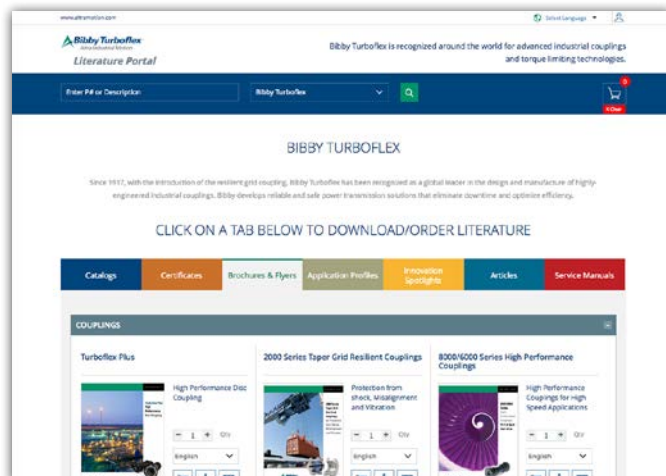 www.altramotion.com
Select Language
Bibby Turboflex
Altra Industrial Motion
Literature Portal
Bibby Turboflex is recognized around the world for advanced industrial couplings
and torque limiting technologies.
Enter P# or Description
Bibby Turboflex
0
BIBBY TURBOFLEX
Since 1917, with the introduction of the resilient grid coupling, Bibby Turboflex has been recognized as a global leader in the design and manufacture of highly-
engineered industrial couplings. Bibby develops reliable and safe power transmission solutions that eliminate downtime and optimize efficiency.
CLICK ON A TAB BELOW TO DOWNLOAD/ORDER LITERATURE
Catalogs
Certificates
Brochures & Flyers
Application Profiles
Innovation
Spotlights
Articles
Service Manuals
COUPLINGS
Turboflex Plus
High Performance Disc
Coupling
- 1 + Qty
English
2000 Series Taper Grid Resilient Couplings
Protection from
shock, Misalignment
and Vibration
- 1 + Qty
English
8000/6000 Series High Performance
Couplings
High Performance
Couplings for High
Speed Applications
- 1 + Qty
English